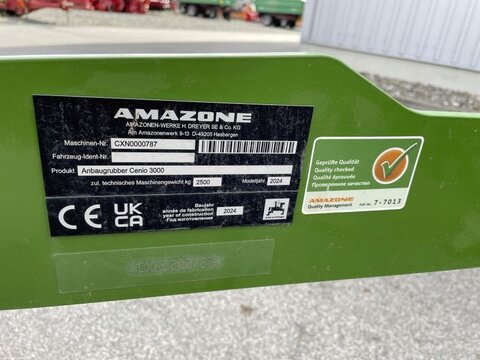 AMAZONE
AMAZONEN-WERKE H. DREYER SE & Co. KG
Am Amazonenwerk 9-13 D-49205 Hasbergen
Maschinen-Nr. CXN0000787
Fahrzeug-Ident-Nr.
Produkt Anbaugrubber Cenio 3000
zul. technisches Maschinengewicht kg 2500 Modelljahr 2024
CE UK CA
Baujahr
année de fabrication
year of construction
Год изготовления
2024
Geprüfte Qualität
Quality checked
Qualité éprouvée
Проверенное качество
AMAZONE
Quality Management
7-7013